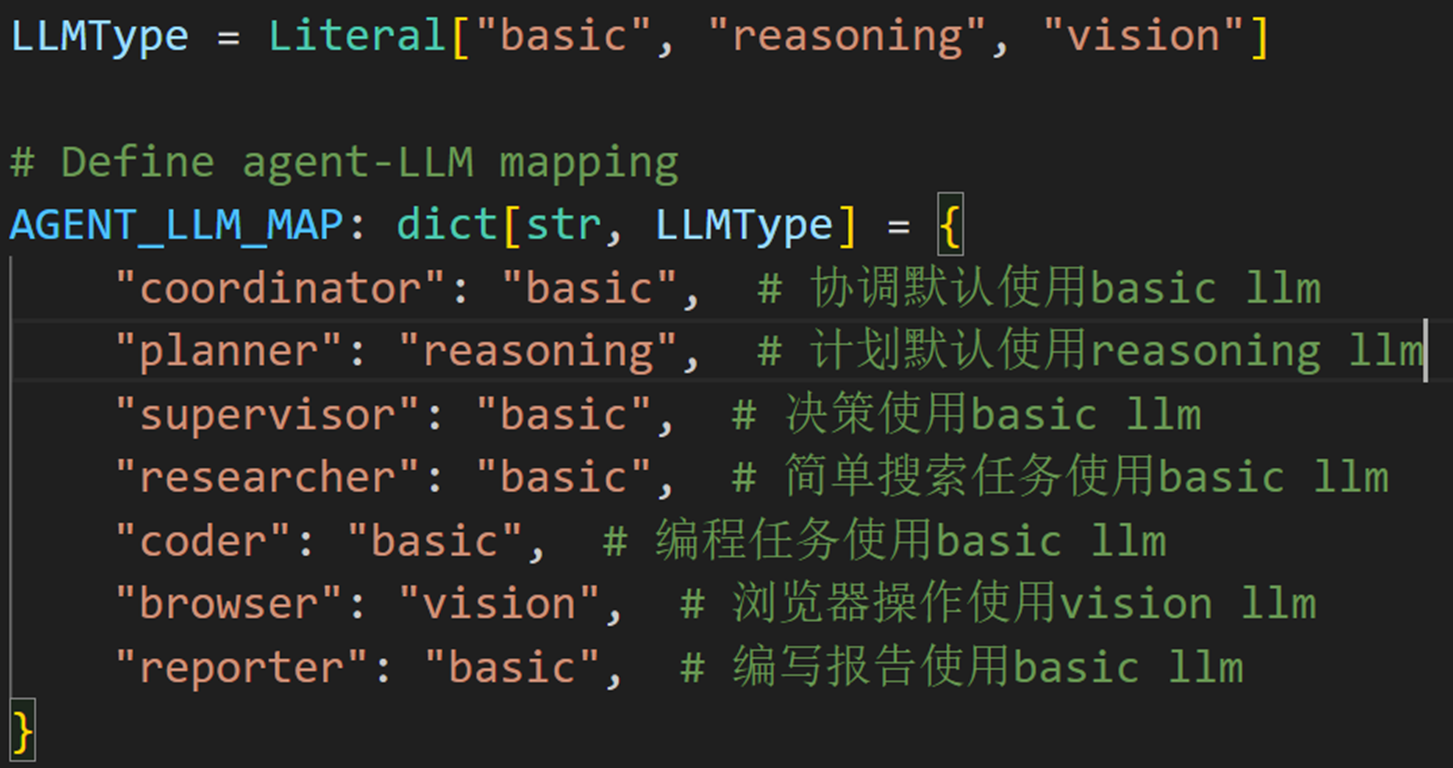 LLMType = Literal["basic", "reasoning", "vision"]
# Define agent-LLM mapping
AGENT_LLM_MAP: dict[str, LLMType] = {
    "coordinator": "basic",  # 协调默认使用basic llm
    "planner": "reasoning",  # 计划默认使用reasoning llm
    "supervisor": "basic",  # 决策使用basic llm
    "researcher": "basic",  # 简单搜索任务使用basic llm
    "coder": "basic",  # 编程任务使用basic llm
    "browser": "vision",  # 浏览器操作使用vision llm
    "reporter": "basic",  # 编写报告使用basic llm
}